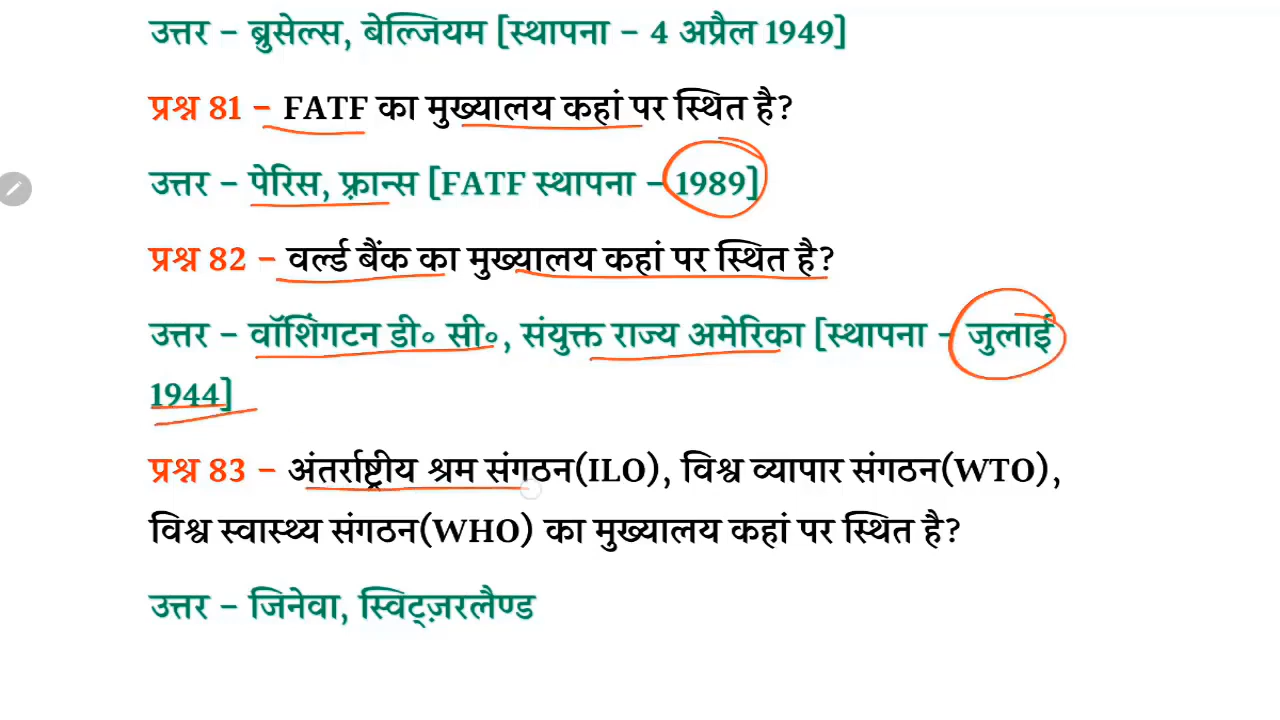 उत्तर – ब्रुसेल्स, बेल्जियम [स्थापना – 4 अप्रैल 1949]
प्रश्न 81 – FATF का मुख्यालय कहां पर स्थित है?
उत्तर – पेरिस, फ़्रान्स [FATF स्थापना – 1989]
प्रश्न 82 – वर्ल्ड बैंक का मुख्यालय कहां पर स्थित है?
उत्तर – वॉशिंगटन डी॰ सी॰, संयुक्त राज्य अमेरिका [स्थापना – जुलाई
1944]
प्रश्न 83 – अंतर्राष्ट्रीय श्रम संगठन(ILO), विश्व व्यापार संगठन(WTO),
विश्व स्वास्थ्य संगठन(WHO) का मुख्यालय कहां पर स्थित है?
उत्तर – जिनेवा, स्विट्ज़रलैण्ड